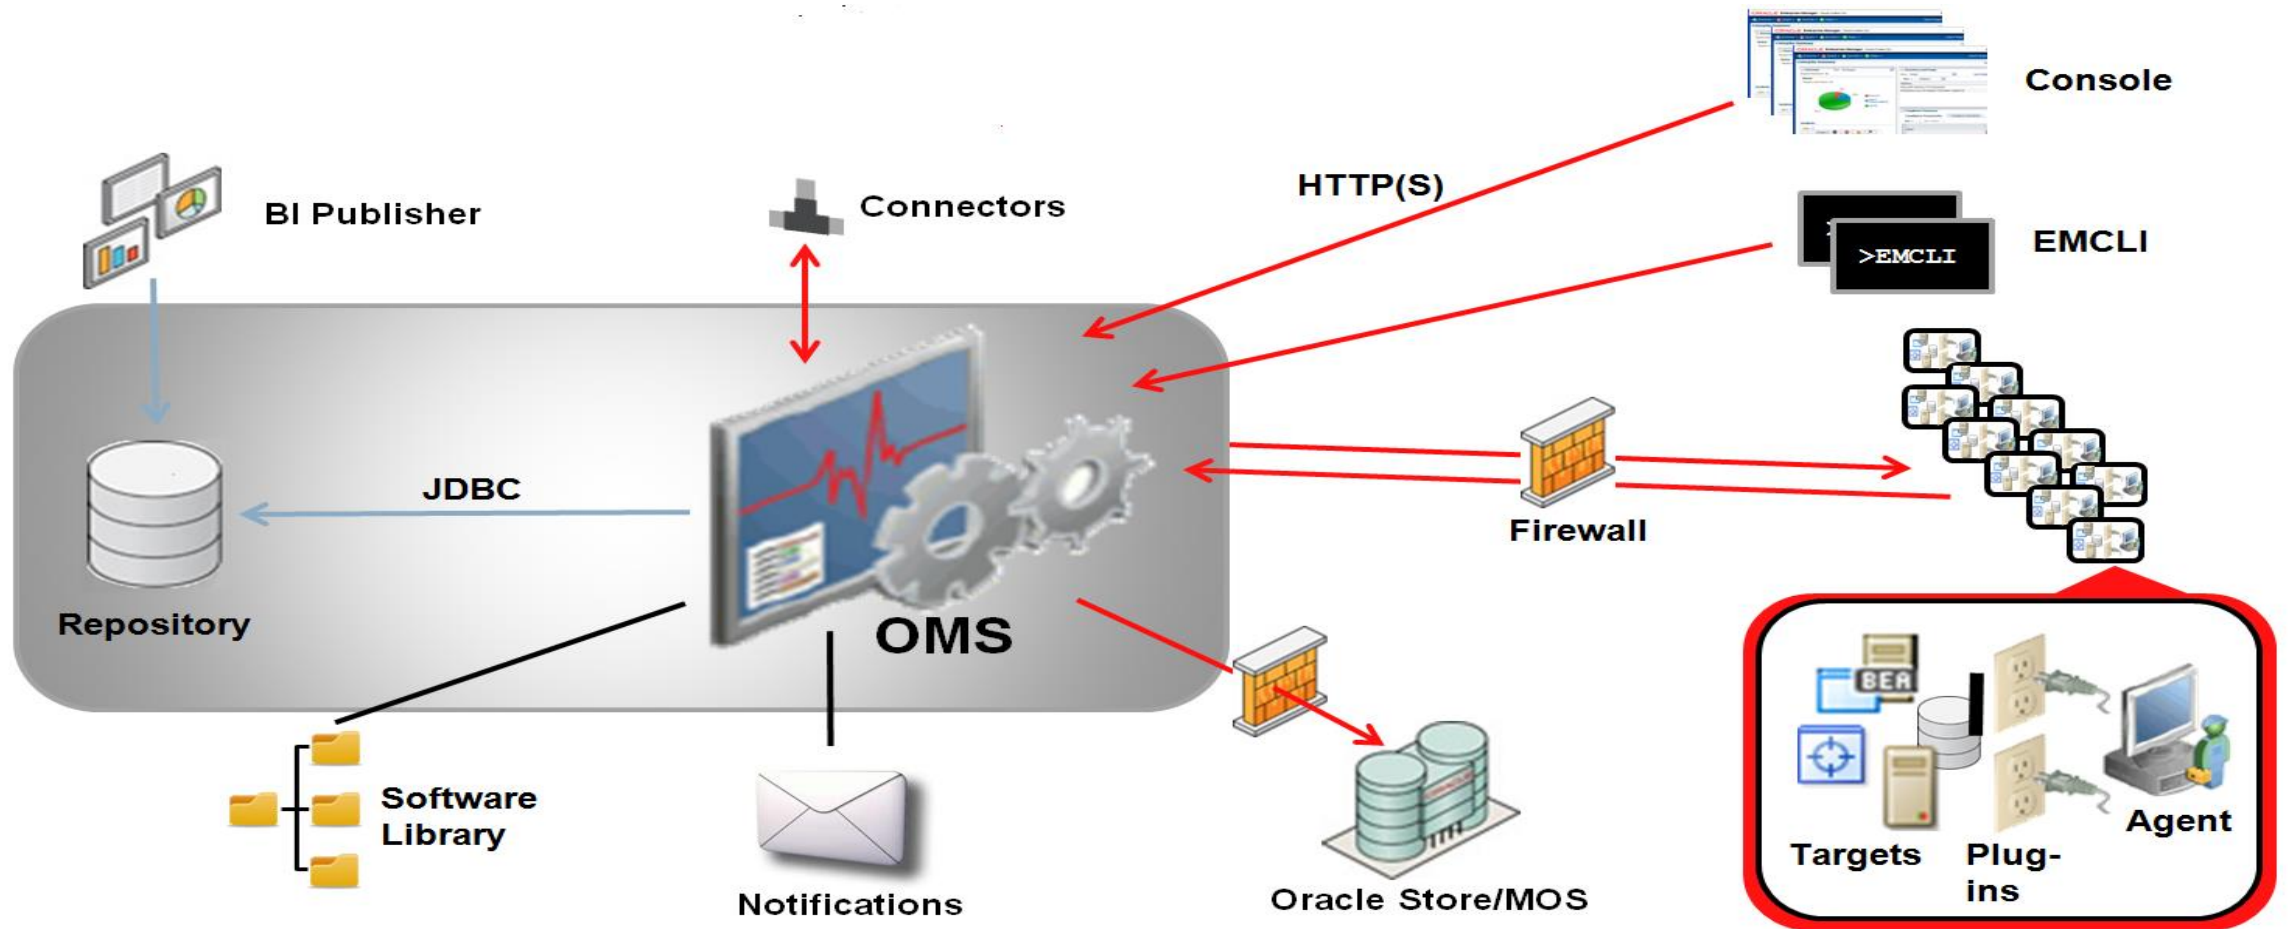 Console
HTTP(S)
BI Publisher
Connectors
EMCLI
>EMCLI
JDBC
Firewall
Repository
OMS
BEA
Software
Library
Agent
Targets
Plug-
ins
Notifications
Oracle Store/MOS